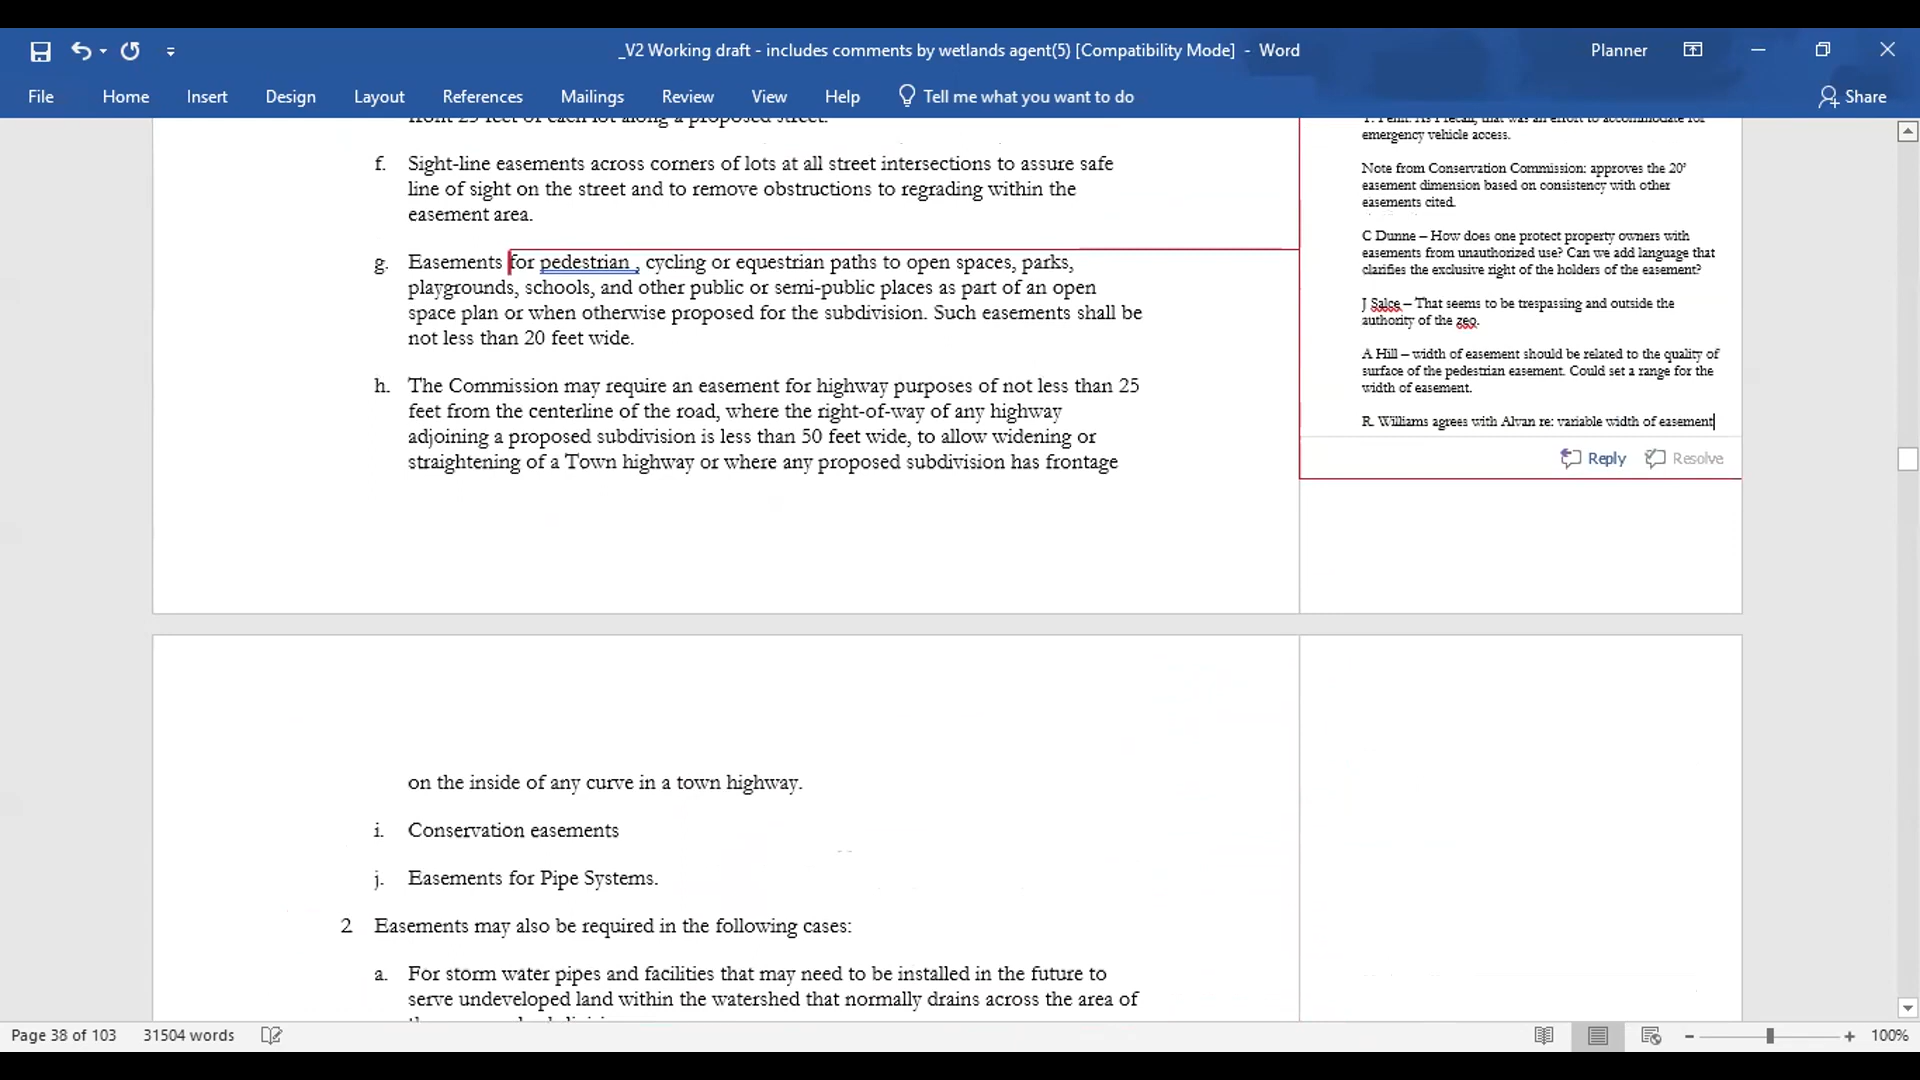 _V2 Working draft - includes comments by wetlands agent(5) [Compatibility Mode] - Word
Planner
File
Home
Insert
Design
Layout
References
Mailings
Review
View
Help
Tell me what you want to do
Share
from 25 feet of each lot along a proposed street.
f. Sight-line easements across corners of lots at all street intersections to assure safe
line of sight on the street and to remove obstructions to regrading within the
easement area.
g. Easements for pedestrian , cycling or equestrian paths to open spaces, parks,
playgrounds, schools, and other public or semi-public places as part of an open
space plan or when otherwise proposed for the subdivision. Such easements shall be
not less than 20 feet wide.
h. The Commission may require an easement for highway purposes of not less than 25
feet from the centerline of the road, where the right-of-way of any highway
adjoining a proposed subdivision is less than 50 feet wide, to allow widening or
straightening of a Town highway or where any proposed subdivision has frontage
that was an effort to accommodate for
emergency vehicle access.
Note from Conservation Commission: approves the 20'
easement dimension based on consistency with other
easements cited.
C Dunne – How does one protect property owners with
easements from unauthorized use? Can we add language that
clarifies the exclusive right of the holders of the easement?
J Salce – That seems to be trespassing and outside the
authority of the zeo.
A Hill – width of easement should be related to the quality of
surface of the pedestrian easement. Could set a range for the
width of easement.
R. Williams agrees with Alvan re: variable width of easement
Reply
Resolve
on the inside of any curve in a town highway.
i. Conservation easements
j. Easements for Pipe Systems.
2 Easements may also be required in the following cases:
a. For storm water pipes and facilities that may need to be installed in the future to
serve undeveloped land within the watershed that normally drains across the area of
Page 38 of 103
31504 words
100%